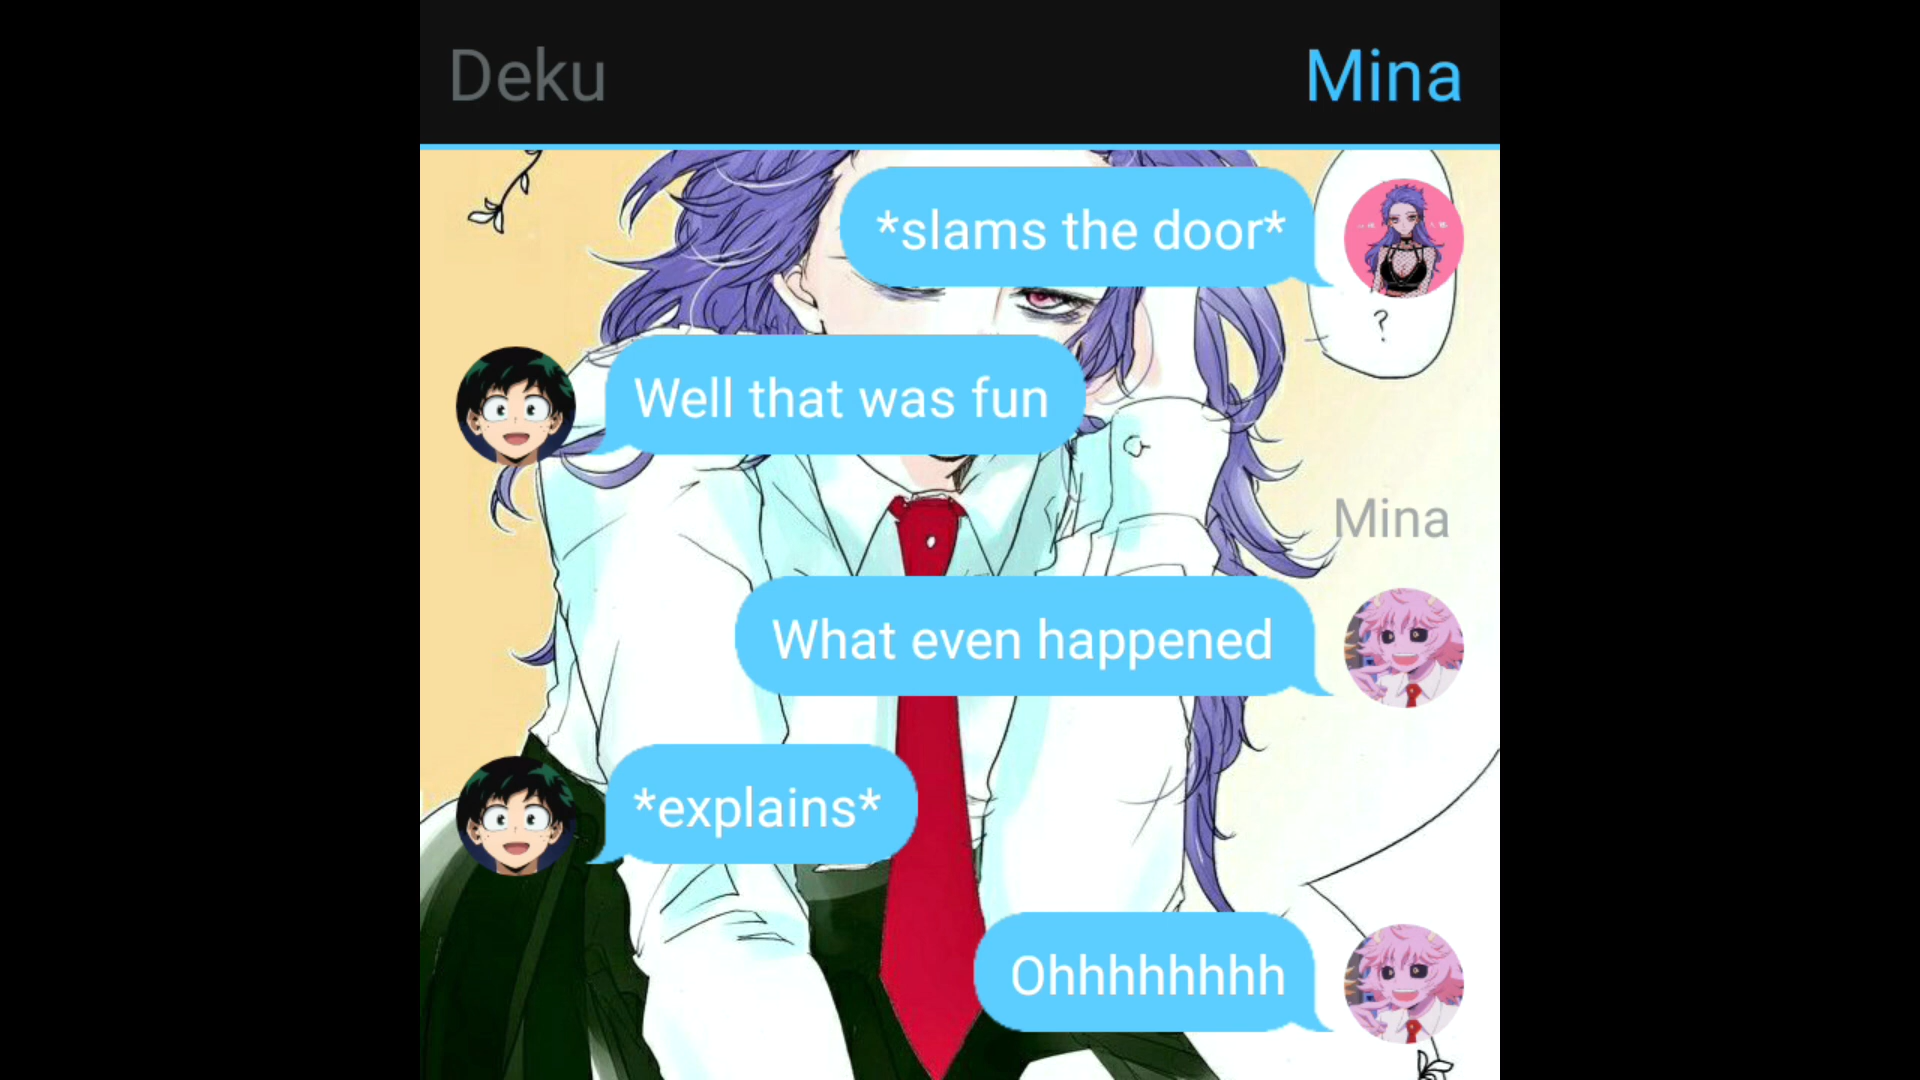 Deku Mina
*slams the door*
?
Well that was fun
Mina
What even happened
*explains*
Ohhhhhhhh